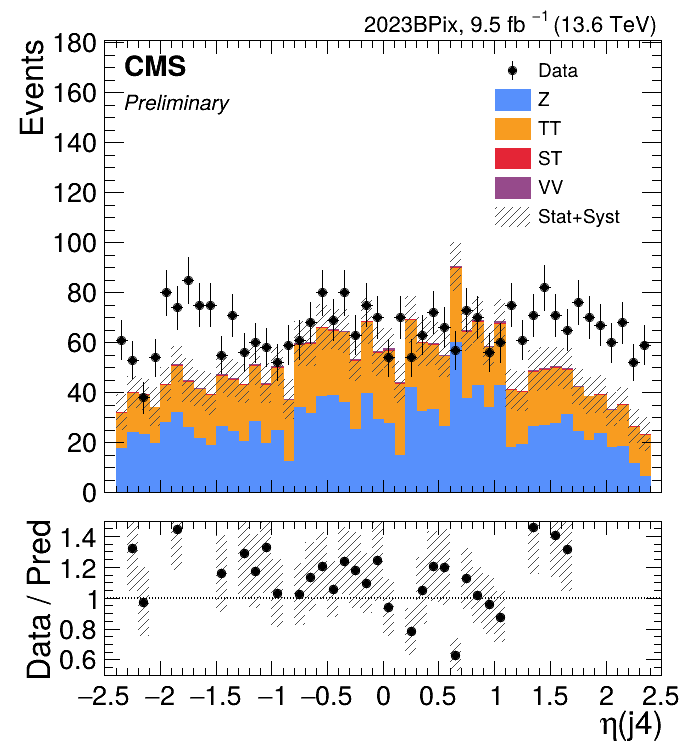 2023BPix, 9.5 fb⁻¹ (13.6 TeV)
Events
180
160
140
120
100
80
60
40
20
0
CMS
Preliminary
Data
Z
TT
ST
VV
Stat+Syst
Data / Pred
1.4
1.2
1
0.8
0.6
−2.5 −2 −1.5 −1 −0.5 0 0.5 1 1.5 2 2.5
η(j4)